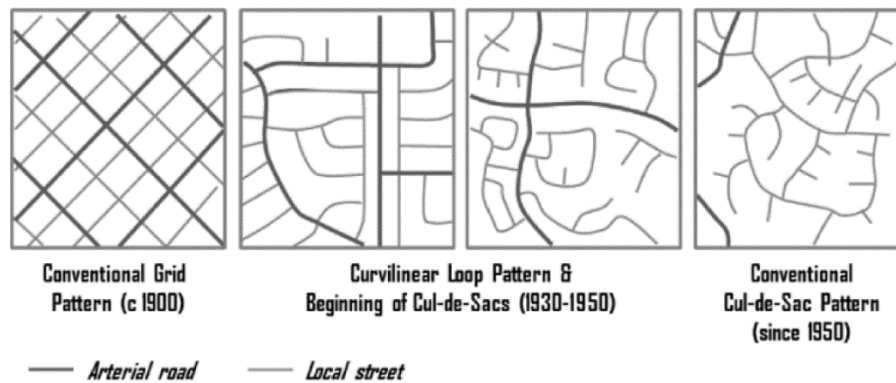 Conventional Grid
Pattern (c 1900)
Curvilinear Loop Pattern &
Beginning of Cul-de-Sacs (1930-1950)
Conventional
Cul-de-Sac Pattern
(since 1950)
Arterial road
Local street